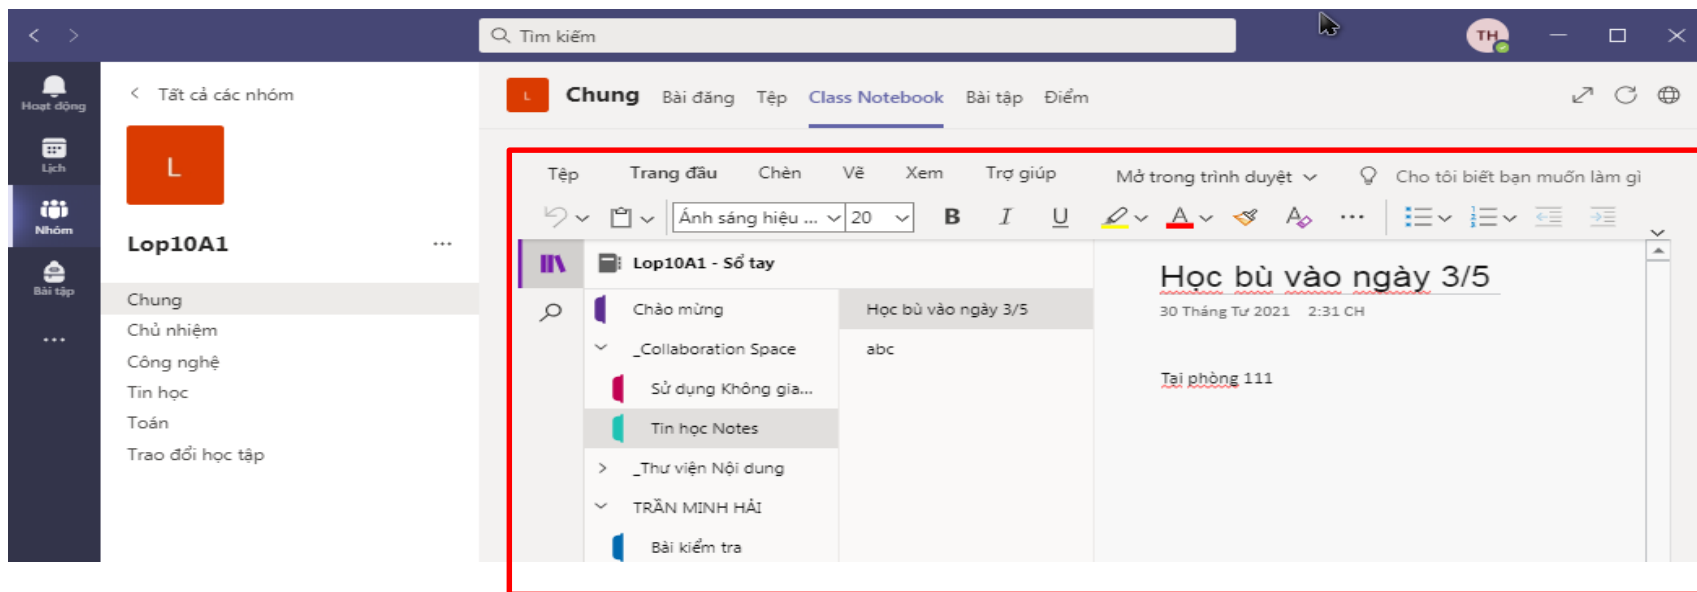 Tìm kiếm
TH
Hoạt động
Lịch
Nhóm
Bài tập
Tất cả các nhóm
L
Lop10A1
Chung
Chủ nhiệm
Công nghệ
Tin học
Toán
Trao đổi học tập
L Chung Bài đăng Tệp Class Notebook Bài tập Điểm
Tệp Trang đầu Chèn Vẽ Xem Trợ giúp Mở trong trình duyệt Cho tôi biết bạn muốn làm gì
Ánh sáng hiệu ... 20 B I U A A
Lop10A1 - Sổ tay
Chào mừng
_Collaboration Space
Sử dụng Không gia...
Tin học Notes
_Thư viện Nội dung
TRẦN MINH HẢI
Bài kiểm tra
Học bù vào ngày 3/5
abc
Học bù vào ngày 3/5
30 Tháng Tư 2021 2:31 CH
Tại phòng 111